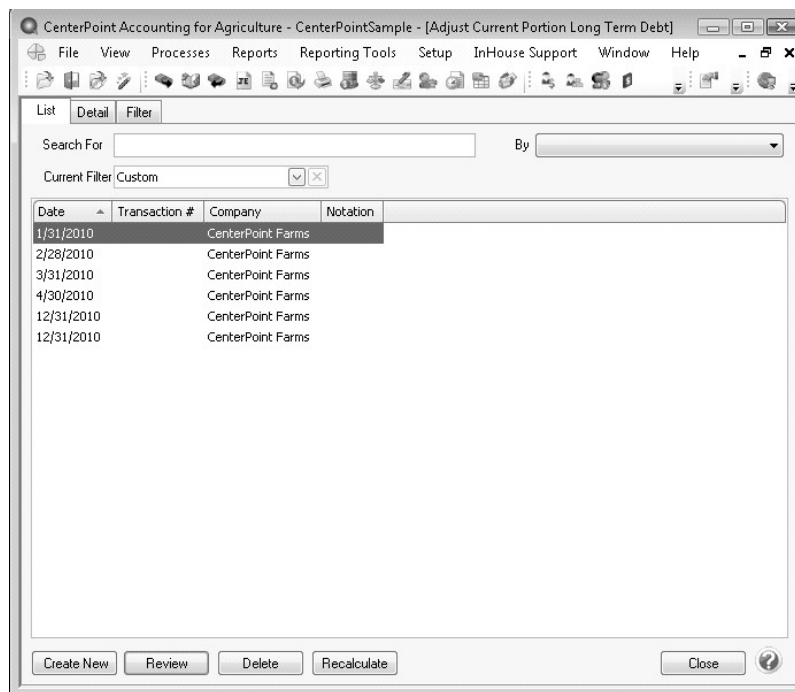 CenterPoint Accounting for Agriculture - CenterPointSample - [Adjust Current Portion Long Term Debt]
File View Processes Reports Reporting Tools Setup InHouse Support Window Help
List Detail Filter
Search For By
Current Filter Custom
Date Transaction # Company Notation
1/31/2010 CenterPoint Farms
2/28/2010 CenterPoint Farms
3/31/2010 CenterPoint Farms
4/30/2010 CenterPoint Farms
12/31/2010 CenterPoint Farms
12/31/2010 CenterPoint Farms
Create New Review Delete Recalculate Close